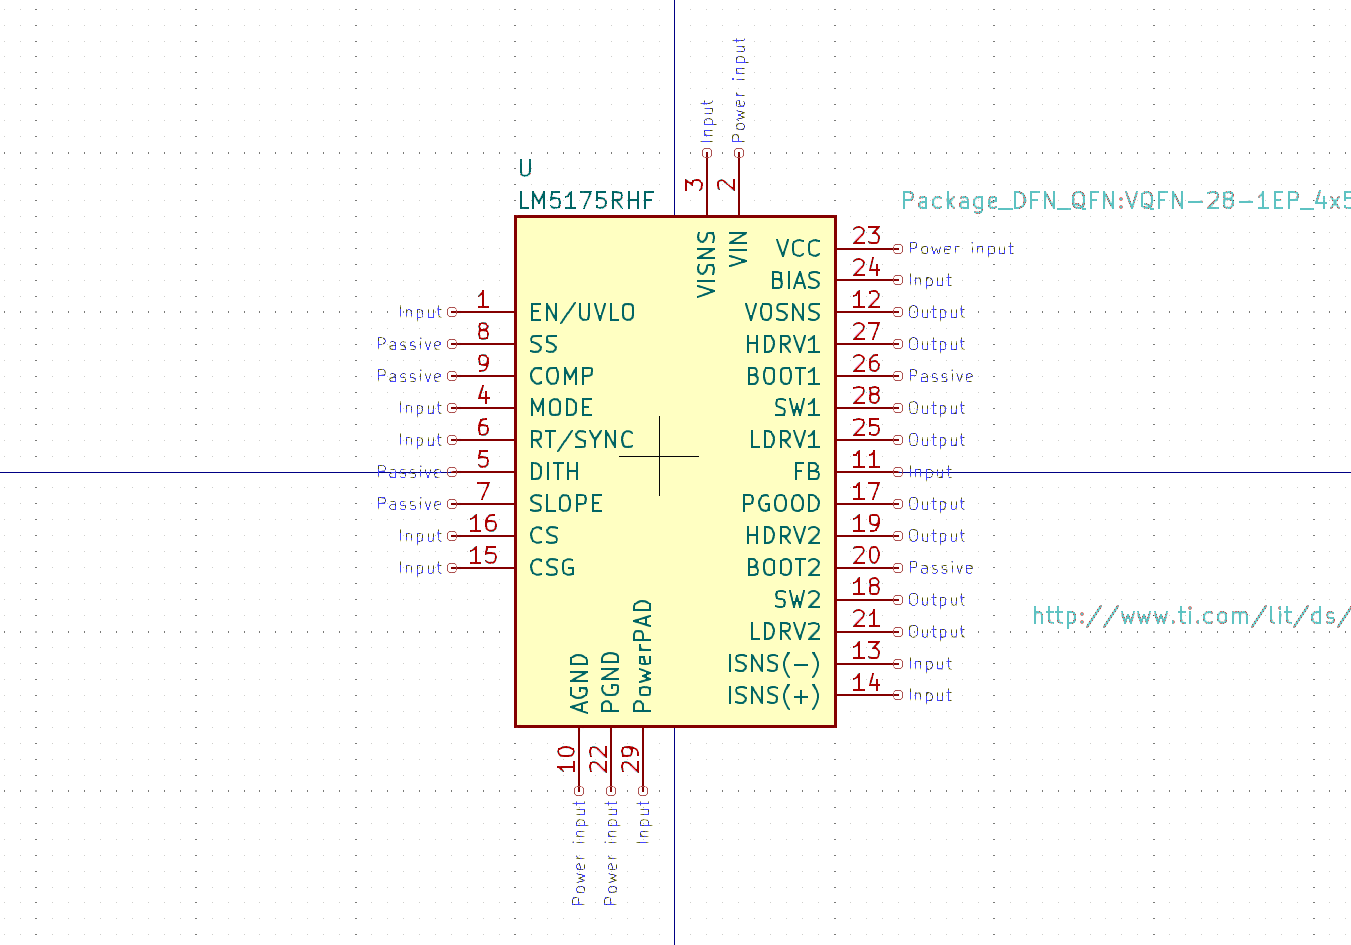 Input
Power input
3
2
U
LM5175RHF
Package_DFN_QFN:VQFN-28-1EP_4x5
VISNS
VIN
VCC 23 Power input
BIAS 24 Input
Input 1 EN/UVLO VOSNS 12 Output
Passive 8 SS HDRV1 27 Output
Passive 9 COMP BOOT1 26 Passive
Input 4 MODE SW1 28 Output
Input 6 RT/SYNC LDRV1 25 Output
Passive 5 DITH FB 11 Input
Passive 7 SLOPE PGOOD 17 Output
Input 16 CS HDRV2 19 Output
Input 15 CSG BOOT2 20 Passive
SW2 18 Output
http://www.ti.com/lit/ds/
LDRV2 21 Output
ISNS(-) 13 Input
ISNS(+) 14 Input
AGND
PGND
PowerPAD
10
22
29
Power input
Power input
Input